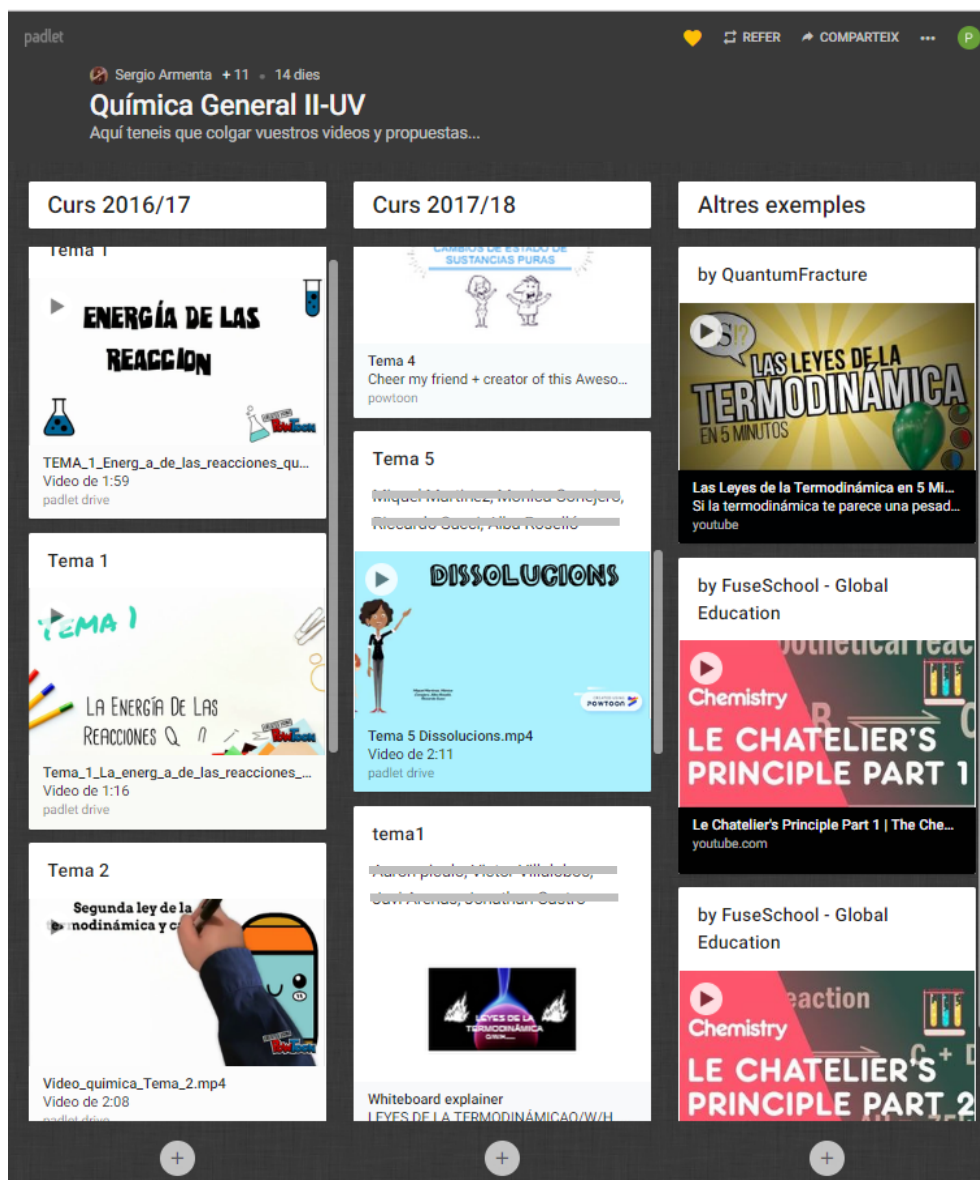 padlet
REFER
COMPARTEIX
P
Sergio Armenta + 11 • 14 dies
Química General II-UV
Aquí teneis que colgar vuestros videos y propuestas...
Curs 2016/17
Tema 1
ENERGÍA DE LAS
REACCION
POWTOON
TEMA_1_Energ_a_de_las_reacciones_qu...
Video de 1:59
padlet drive
Tema 1
TEMA 1
LA ENERGÍA DE LAS
REACCIONES Q
POWTOON
Tema_1_La_energ_a_de_las_reacciones_...
Video de 1:16
padlet drive
Tema 2
Segunda ley de la
termodinámica y c
POWTOON
Video_quimica_Tema_2.mp4
Video de 2:08
padlet drive
Curs 2017/18
CAMBIOS DE ESTADO DE
SUSTANCIAS PURAS
Tema 4
Cheer my friend + creator of this Aweso...
powtoon
Tema 5
DISSOLUCIONS
POWTOON
Tema 5 Dissolucions.mp4
Video de 2:11
padlet drive
tema1
LEYES DE LA
TERMODINÁMICA
Whiteboard explainer
LEYES DE LA TERMODINÁMICAO/W/H
Altres exemples
by QuantumFracture
SI!?
LAS LEYES DE LA
TERMODINÁMICA
EN 5 MINUTOS
Las Leyes de la Termodinámica en 5 Mi...
Si la termodinámica te parece una pesad...
youtube
by FuseSchool - Global
Education
Chemistry
LE CHATELIER'S
PRINCIPLE PART 1
Le Chatelier's Principle Part 1 | The Che...
youtube.com
by FuseSchool - Global
Education
eaction
Chemistry
C + D
LE CHATELIER'S
PRINCIPLE PART 2